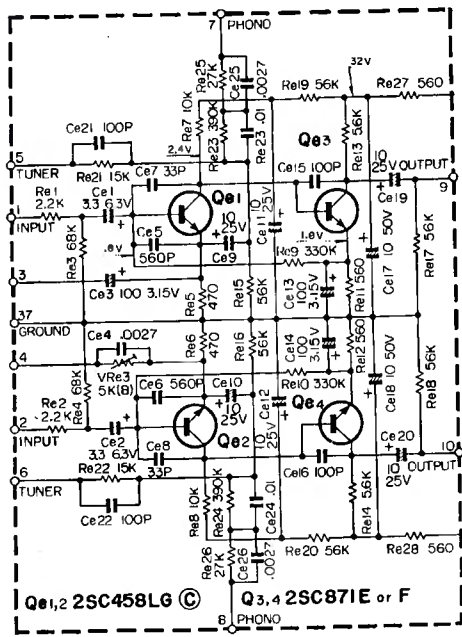 7 PHONO
Re25 27K
Ce25 .0027
Re7 10K
Re23 390K
Ce23 .01
Re19 56K
32V
Re27 560
Ce21 100P
5 TUNER
Re21 15K
Ce7 33P
2.4V
Qe1
Qe3
Re13 5.6K
Ce15 100P
10 25V
OUTPUT 9
Ce19
Re1 2.2K
Ce1 3.3 6.3V
1 INPUT
.6V
Ce5 560P
10 25V
Ce9
Ce11 10 25V
1.8V
Re9 330K
Re3 68K
3
Ce3 100 3.15V
Re5 470
Re15 56K
Ce13 100 3.15V
Re11 560
Ce17 10 50V
Re17 56K
37 GROUND
Ce4 .0027
4
VRe3 5K(B)
Re6 470
Re16 56K
Ce14 100 3.15V
Re12 560
Ce18 10 50V
Re18 56K
Re4 68K
Ce6 560P
Ce10 10 25V
Re10 330K
Re2 2.2K
2 INPUT
Ce2 3.3 6.3V
Qe2
Ce12 10 25V
Qe4
Ce20 10 25V
10 OUTPUT
Ce8 33P
Ce16 100P
6 TUNER
Re22 15K
Ce22 100P
Re8 10K
Re24 390K
Ce24 .01
Re14 5.6K
Re26 27K
Ce26 .0027
Re20 56K
Re28 560
Qe1,2 2SC458LG Ⓒ
Q3,4 2SC871E or F
8 PHONO